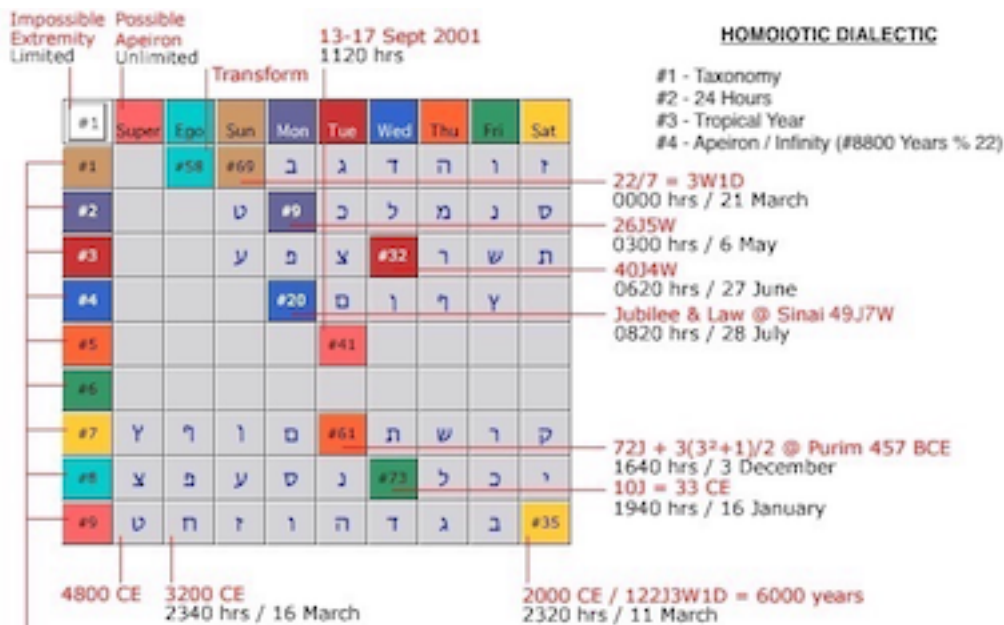 Impossible Extremity
Limited
Possible Apeiron
Unlimited
Transform
13-17 Sept 2001
1120 hrs
HOMOIOTIC DIALECTIC
#1 - Taxonomy
#2 - 24 Hours
#3 - Tropical Year
#4 - Apeiron / Infinity (#8800 Years % 22)
#1 Super Ego Sun Mon Tue Wed Thu Fri Sat
#1 #58 #69 ב ג ד ה ו ז
#2 ט #9 כ ל מ נ ס
#3 ע פ צ #32 ר ש ת
#4 #20 ם ן ף ץ
#5 #41
#6
#7 ץ ף ן ם #61 ת ש ר ק
#8 צ פ ע ס נ #73 ל כ י
#9 ט ח ז ו ה ד ג ב #35
22/7 = 3W1D
0000 hrs / 21 March
26J5W
0300 hrs / 6 May
40J4W
0620 hrs / 27 June
Jubilee & Law @ Sinai 49J7W
0820 hrs / 28 July
72J + 3(3²+1)/2 @ Purim 457 BCE
1640 hrs / 3 December
10J = 33 CE
1940 hrs / 16 January
4800 CE
3200 CE
2340 hrs / 16 March
2000 CE / 122J3W1D = 6000 years
2320 hrs / 11 March